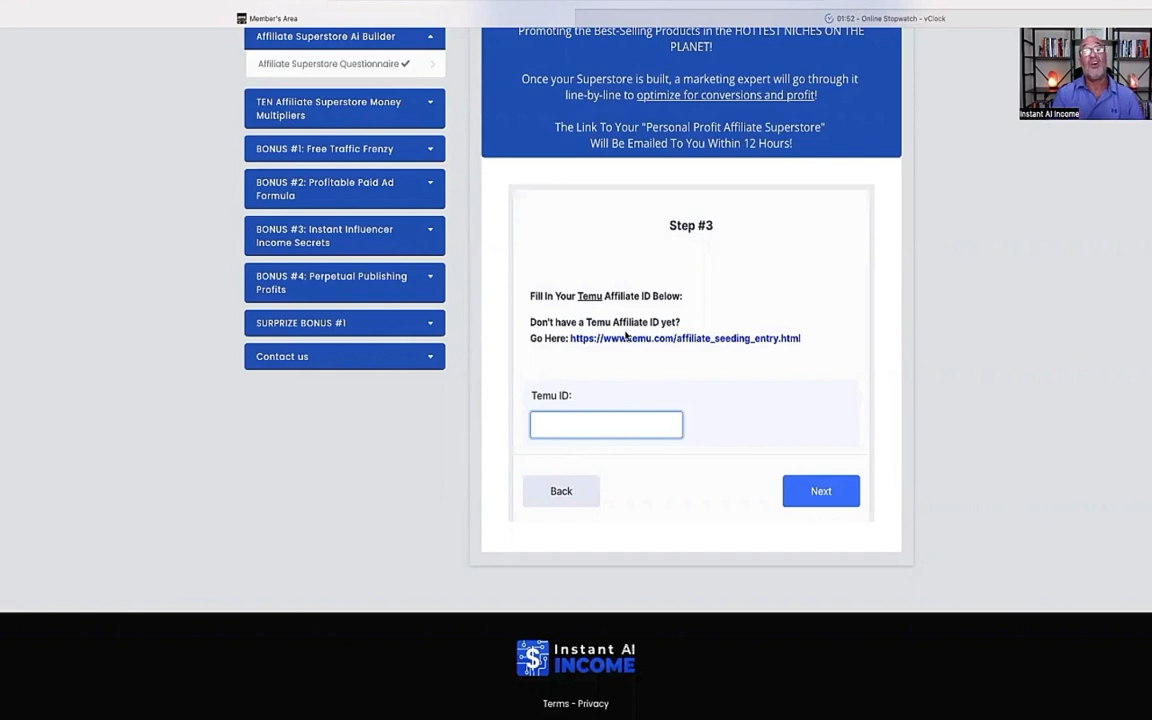 Member's Area
01:52 - Online Stopwatch - vClock
Affiliate Superstore Ai Builder
Affiliate Superstore Questionnaire ✔
TEN Affiliate Superstore Money
Multipliers
BONUS #1: Free Traffic Frenzy
BONUS #2: Profitable Paid Ad
Formula
BONUS #3: Instant Influencer
Income Secrets
BONUS #4: Perpetual Publishing
Profits
SURPRIZE BONUS #1
Contact us
Promoting the Best-Selling Products in the HOTTEST NICHES ON THE
PLANET!
Once your Superstore is built, a marketing expert will go through it
line-by-line to optimize for conversions and profit!
The Link To Your "Personal Profit Affiliate Superstore"
Will Be Emailed To You Within 12 Hours!
Instant AI Income
Step #3
Fill In Your Temu Affiliate ID Below:
Don't have a Temu Affiliate ID yet?
Go Here: https://www.temu.com/affiliate_seeding_entry.html
Temu ID:
Back
Next
Instant AI
INCOME
Terms - Privacy